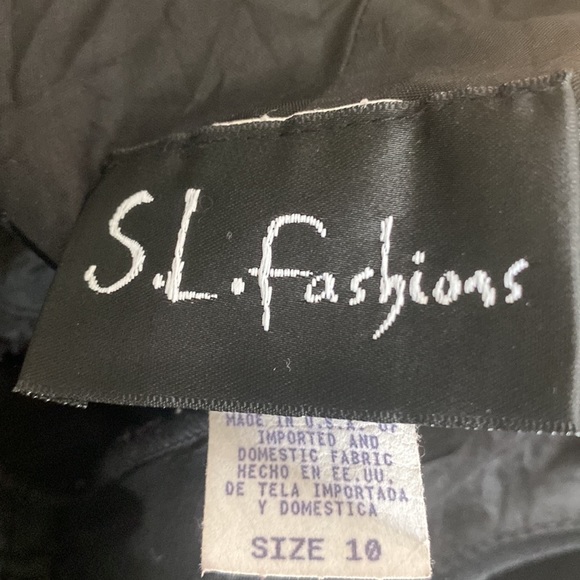 S.L. Fashions
MADE IN U.S.A. OF
IMPORTED AND
DOMESTIC FABRIC
HECHO EN EE.UU.
DE TELA IMPORTADA
Y DOMESTICA
SIZE 10